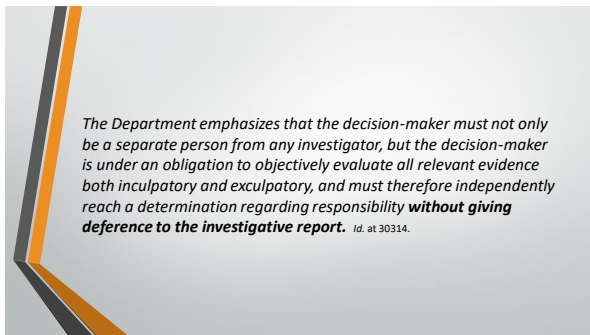 The Department emphasizes that the decision-maker must not only
be a separate person from any investigator, but the decision-maker
is under an obligation to objectively evaluate all relevant evidence
both inculpatory and exculpatory, and must therefore independently
reach a determination regarding responsibility without giving
deference to the investigative report. Id. at 30314.